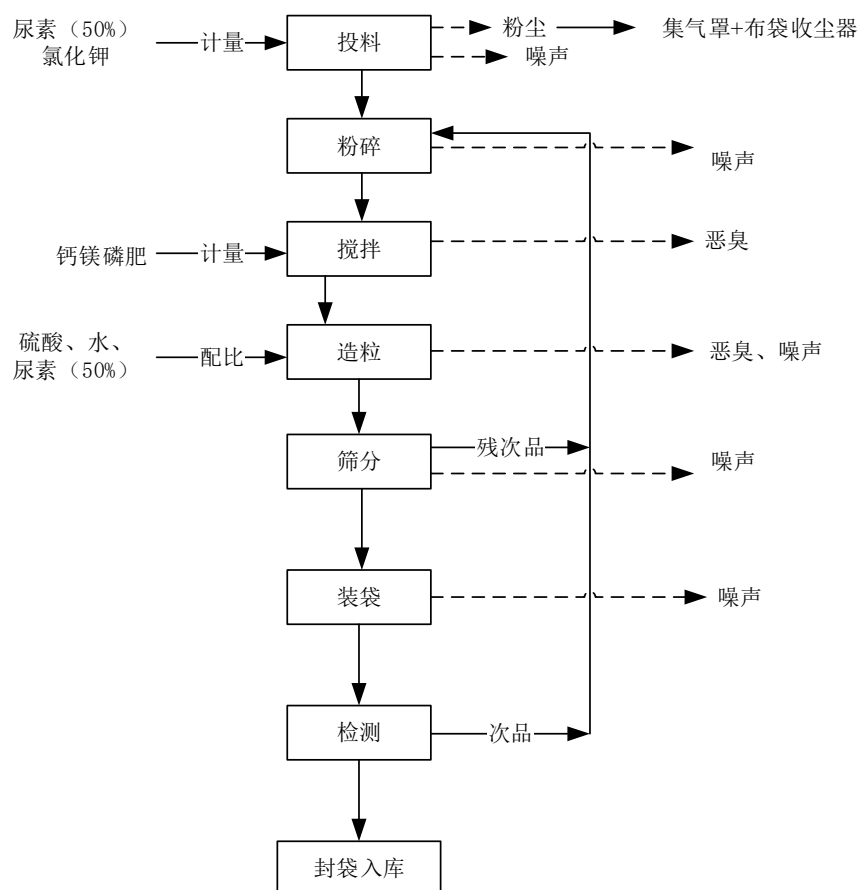 尿素（50%）
氯化钾
计量
投料
粉尘
集气罩+布袋收尘器
噪声
粉碎
噪声
钙镁磷肥
计量
搅拌
恶臭
硫酸、水、
尿素（50%）
配比
造粒
恶臭、噪声
筛分
残次品
噪声
装袋
噪声
检测
次品
封袋入库